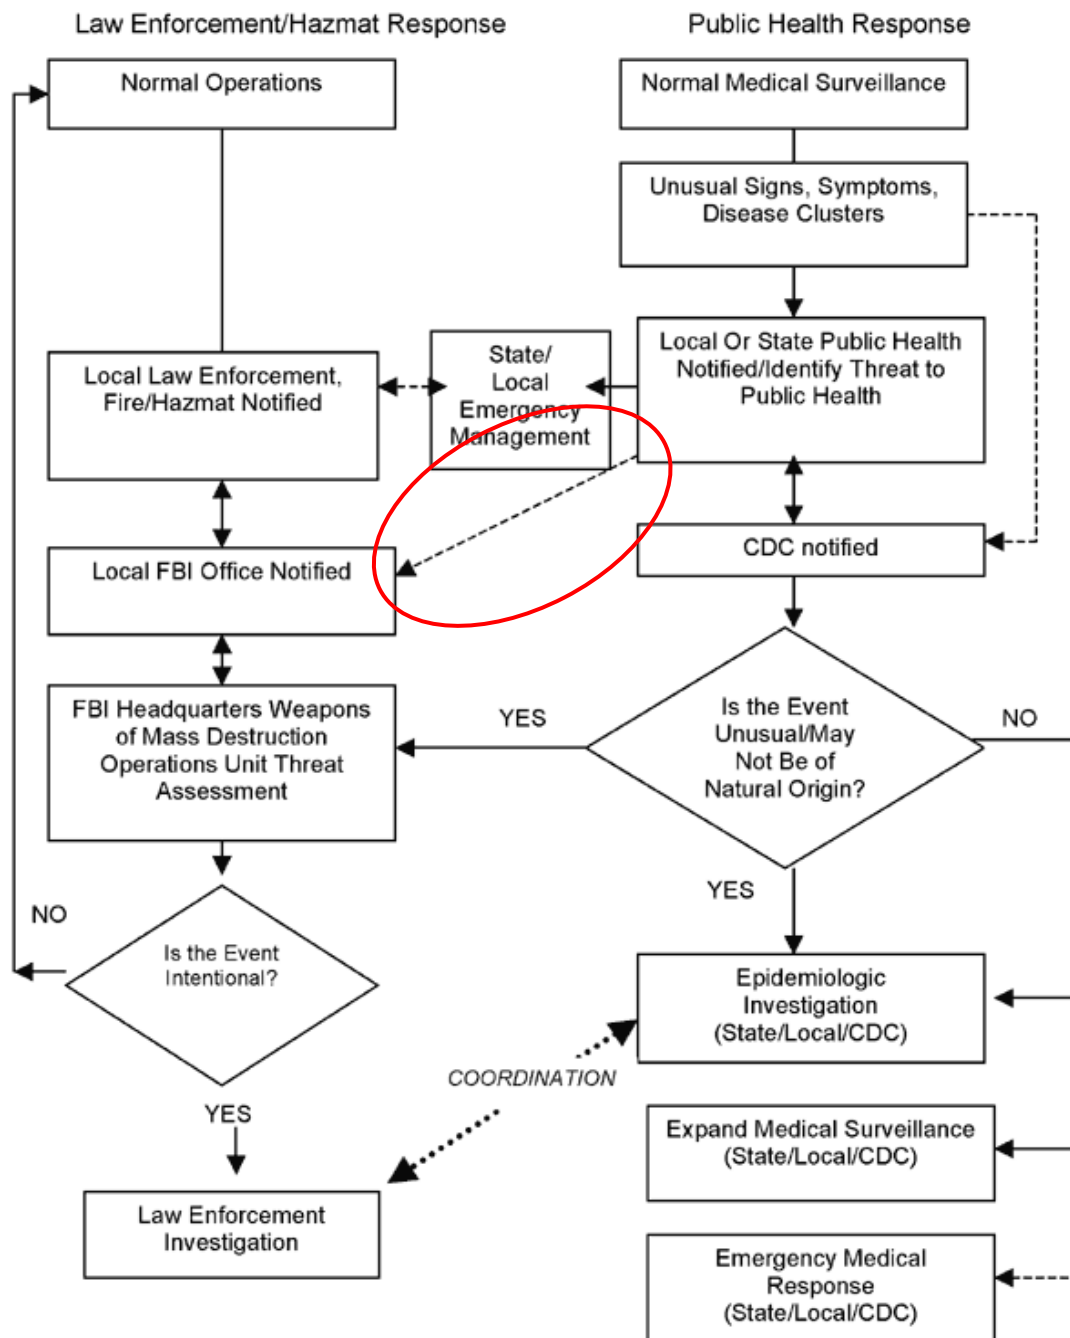 Law Enforcement/Hazmat Response
Public Health Response
Normal Operations
Normal Medical Surveillance
Unusual Signs, Symptoms,
Disease Clusters
Local Law Enforcement,
Fire/Hazmat Notified
State/
Local
Emergency
Management
Local Or State Public Health
Notified/Identify Threat to
Public Health
Local FBI Office Notified
CDC notified
FBI Headquarters Weapons
of Mass Destruction
Operations Unit Threat
Assessment
YES
Is the Event
Unusual/May
Not Be of
Natural Origin?
NO
YES
NO
Is the Event
Intentional?
Epidemiologic
Investigation
(State/Local/CDC)
COORDINATION
YES
Expand Medical Surveillance
(State/Local/CDC)
Law Enforcement
Investigation
Emergency Medical
Response
(State/Local/CDC)